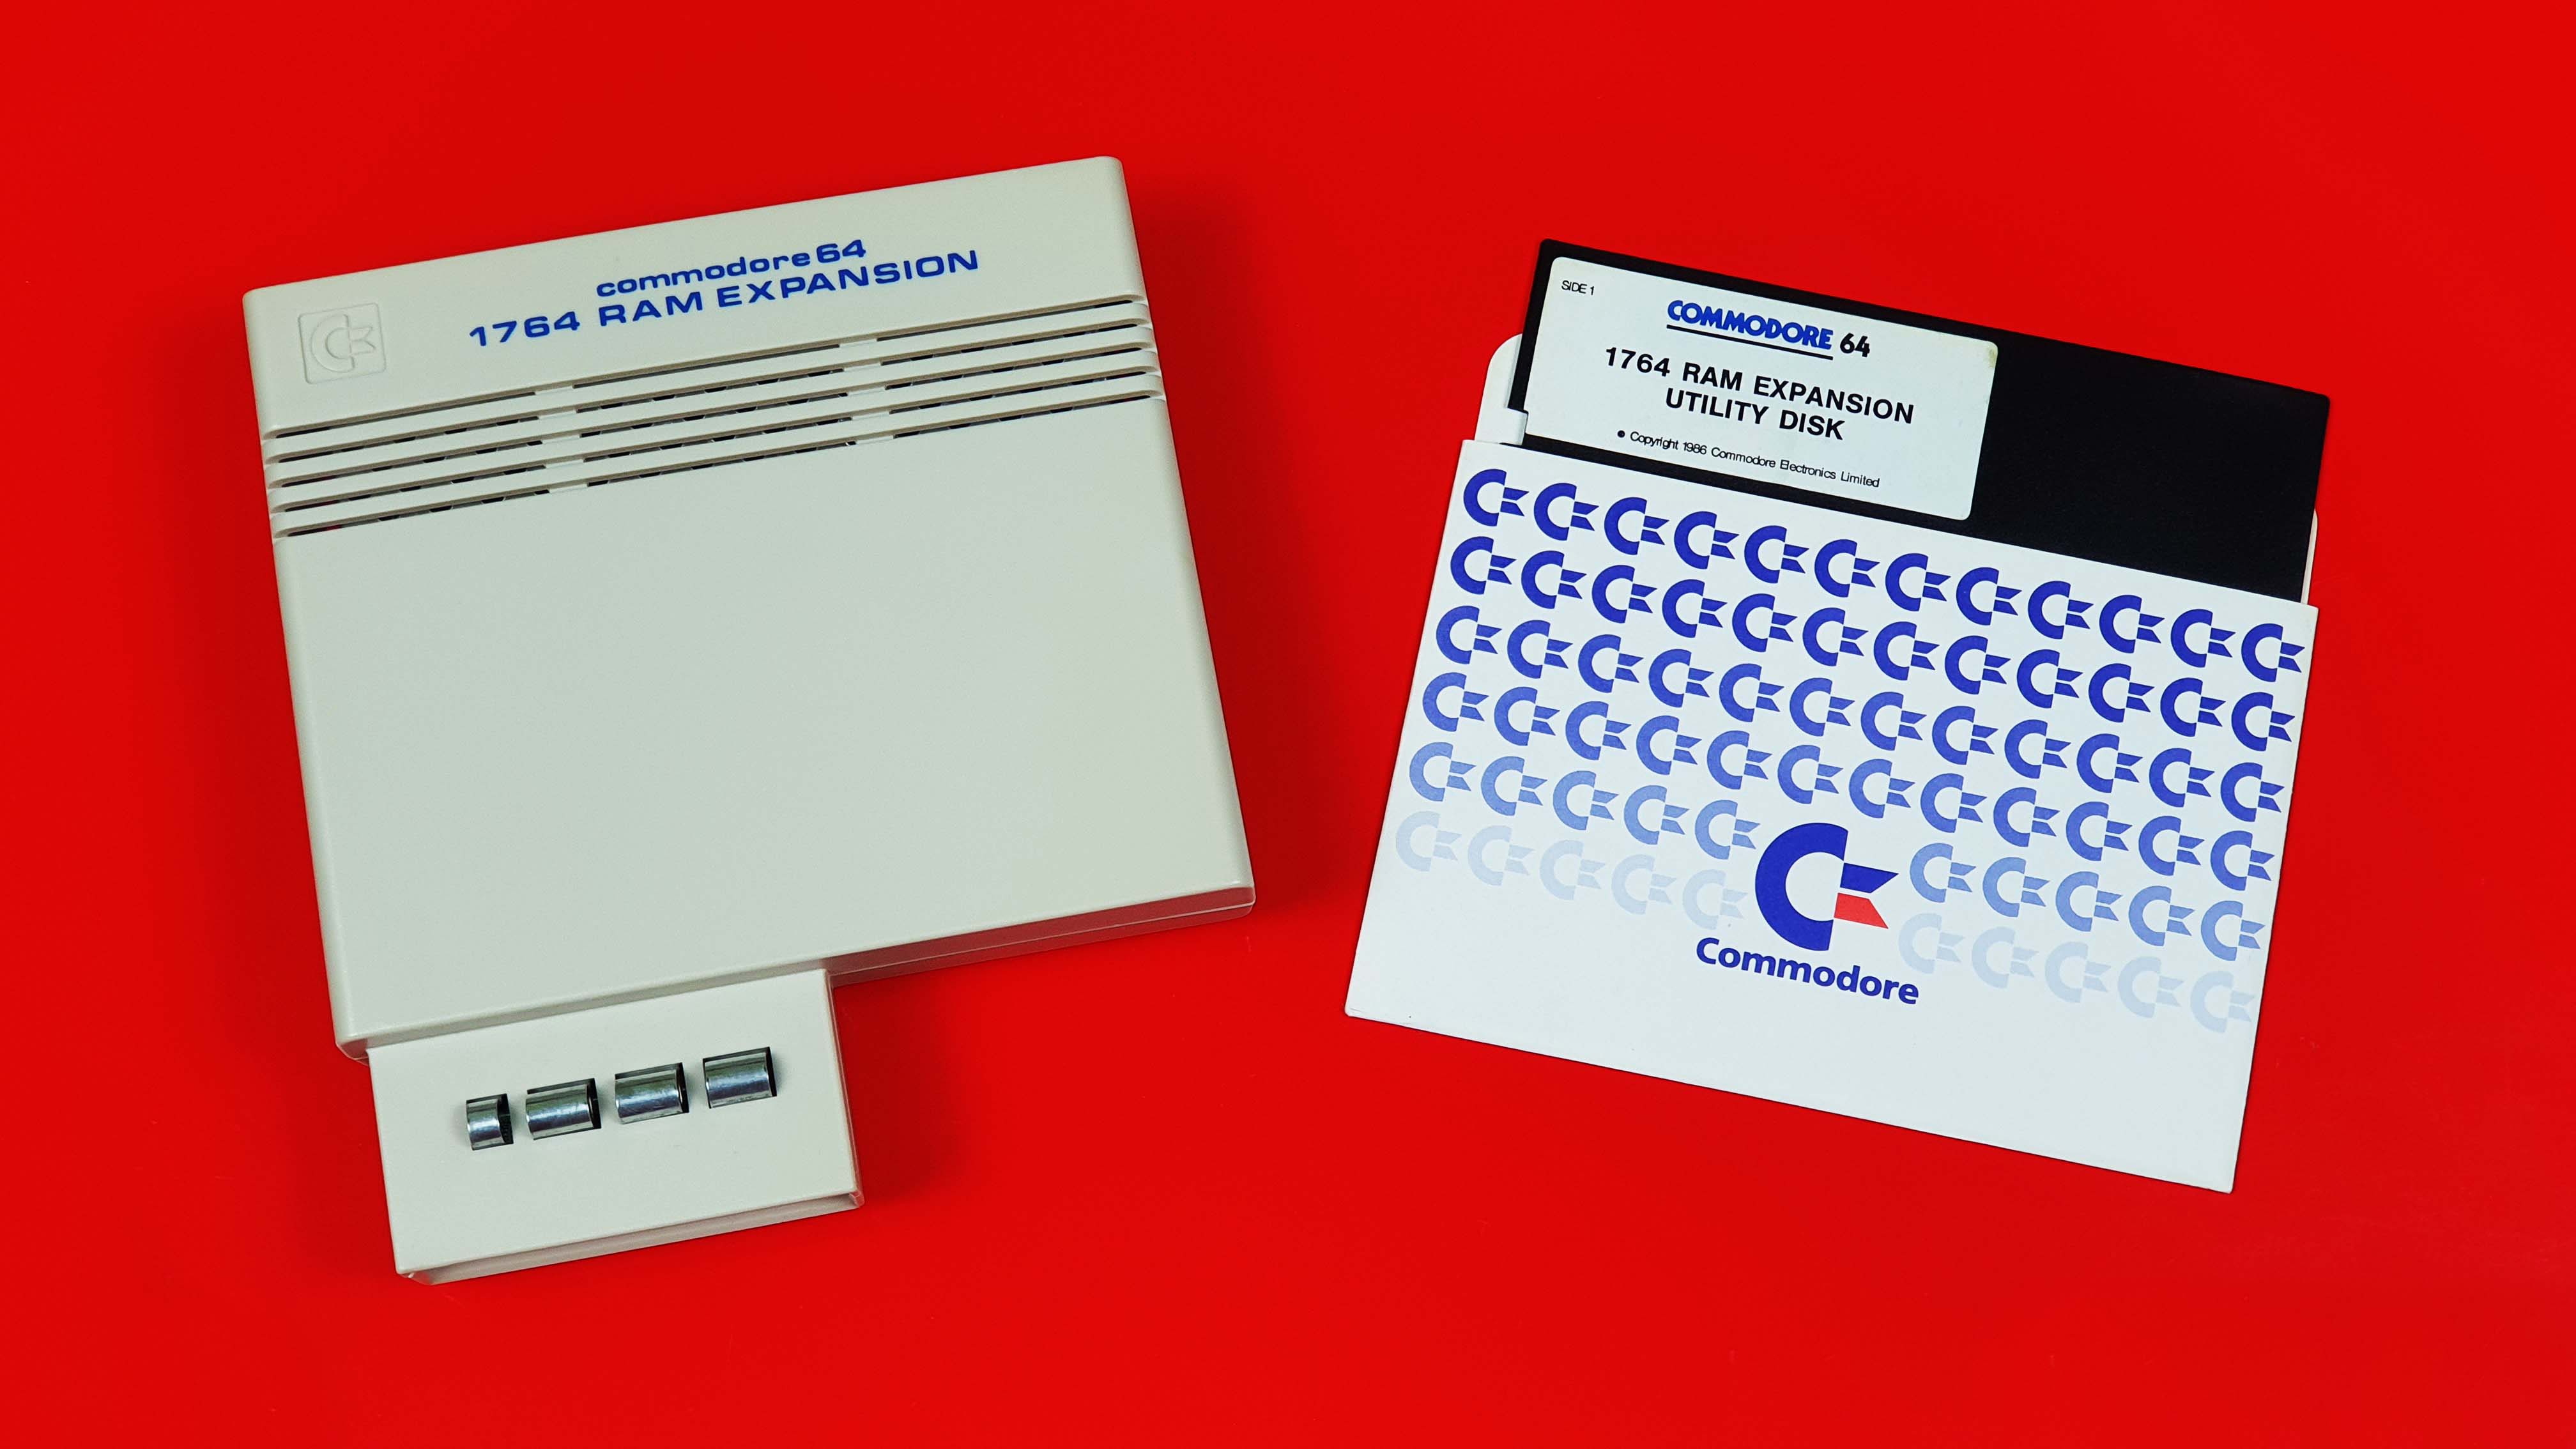 commodore 64
1764 RAM EXPANSION
SIDE 1
COMMODORE 64
1764 RAM EXPANSION
UTILITY DISK
● Copyright 1986 Commodore Electronics Limited
Commodore